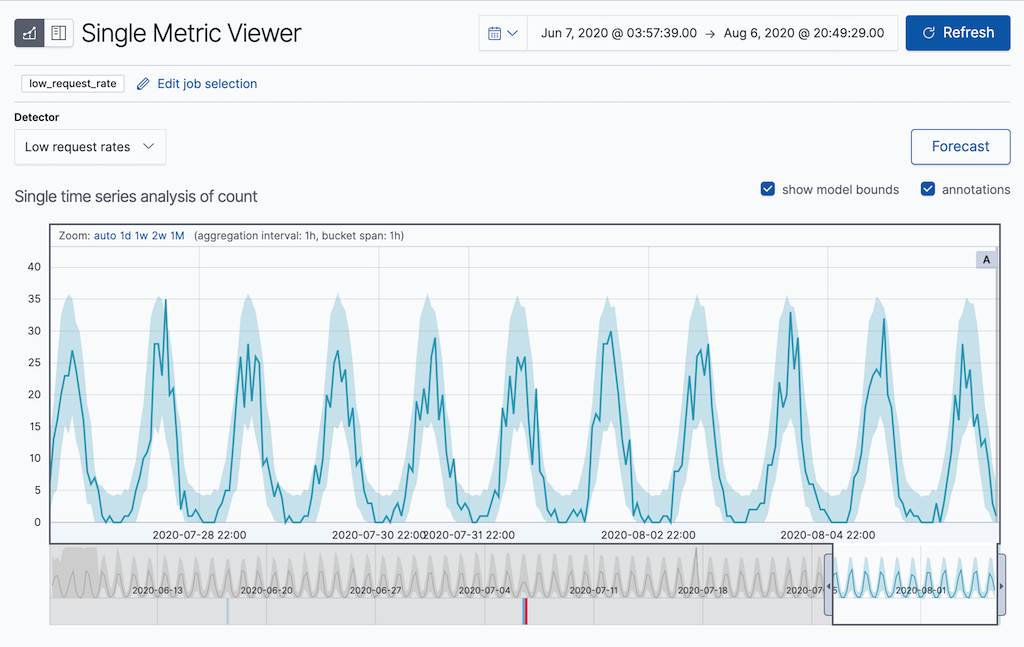 Single Metric Viewer
Jun 7, 2020 @ 03:57:39.00 → Aug 6, 2020 @ 20:49:29.00
Refresh
low_request_rate
Edit job selection
Detector
Low request rates
Forecast
Single time series analysis of count
show model bounds
annotations
Zoom: auto 1d 1w 2w 1M (aggregation interval: 1h, bucket span: 1h)
A
40
35
30
25
20
15
10
5
0
2020-07-28 22:00
2020-07-30 22:00
2020-07-31 22:00
2020-08-02 22:00
2020-08-04 22:00
2020-06-13
2020-06-20
2020-06-27
2020-07-04
2020-07-11
2020-07-18
2020-08-01